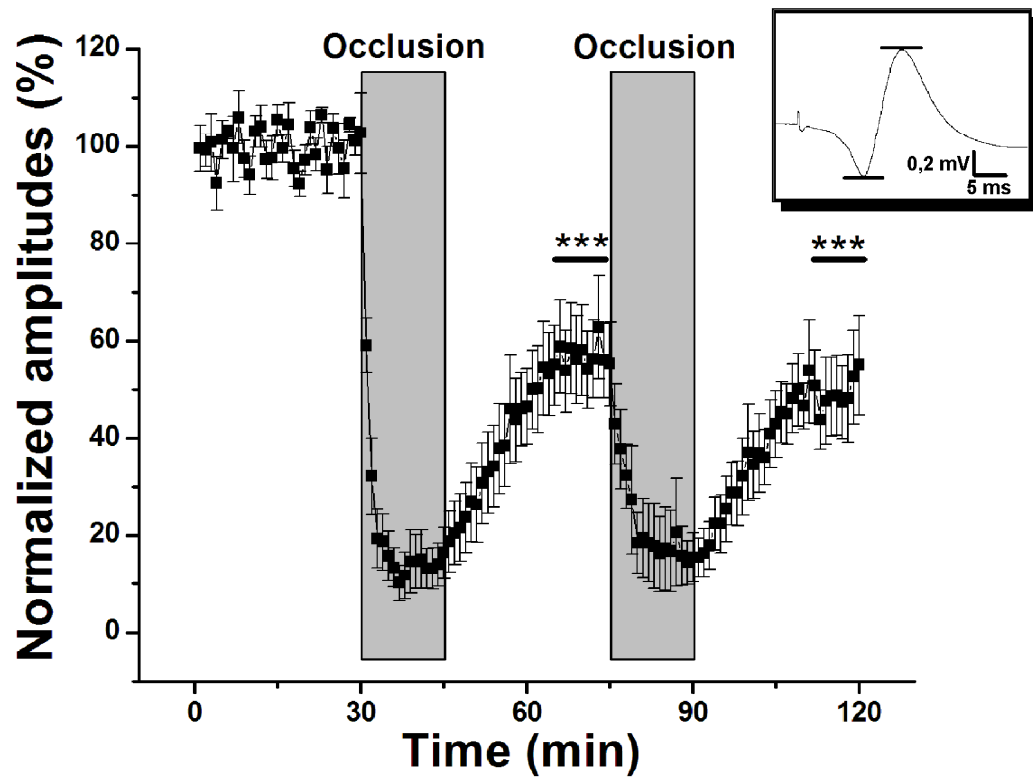 Occlusion
Occlusion
0,2 mV
5 ms
***
***
Normalized amplitudes (%)
120
100
80
60
40
20
0
0
30
60
90
120
Time (min)